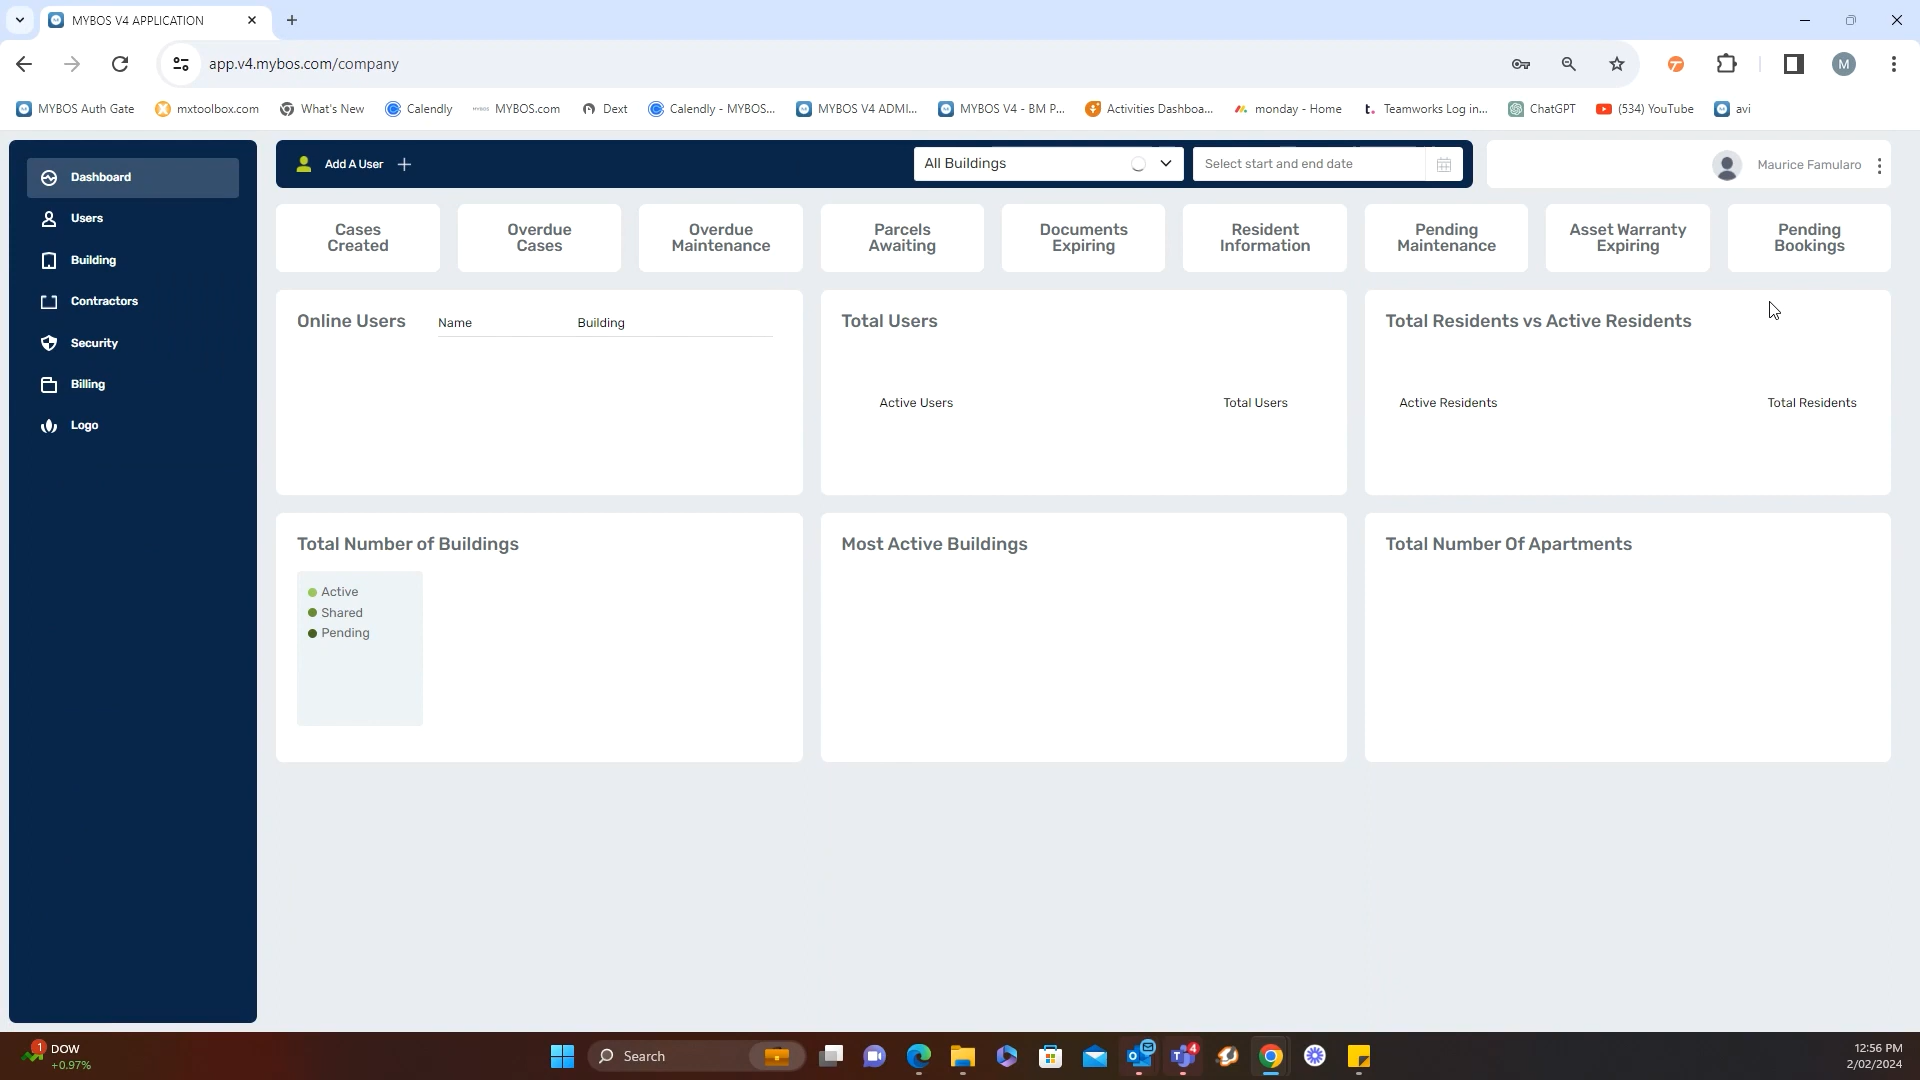 MYBOS V4 APPLICATION
app.v4.mybos.com/company
M
MYBOS Auth Gate
mxtoolbox.com
What's New
Calendly
MYBOS.com
Dext
Calendly - MYBOS...
MYBOS V4 ADMI...
MYBOS V4 - BM P...
Activities Dashboa...
monday - Home
Teamworks Log in...
ChatGPT
(534) YouTube
avi
Dashboard
Users
Building
Contractors
Security
Billing
Logo
Add A User
All Buildings
Select start and end date
Maurice Famularo
Cases
Created
Overdue
Cases
Overdue
Maintenance
Parcels
Awaiting
Documents
Expiring
Resident
Information
Pending
Maintenance
Asset Warranty
Expiring
Pending
Bookings
Online Users
Name
Building
Total Users
Active Users
Total Users
Total Residents vs Active Residents
Active Residents
Total Residents
Total Number of Buildings
Active
Shared
Pending
Most Active Buildings
Total Number Of Apartments
1
DOW
+0.97%
Search
4
12:56 PM
2/02/2024